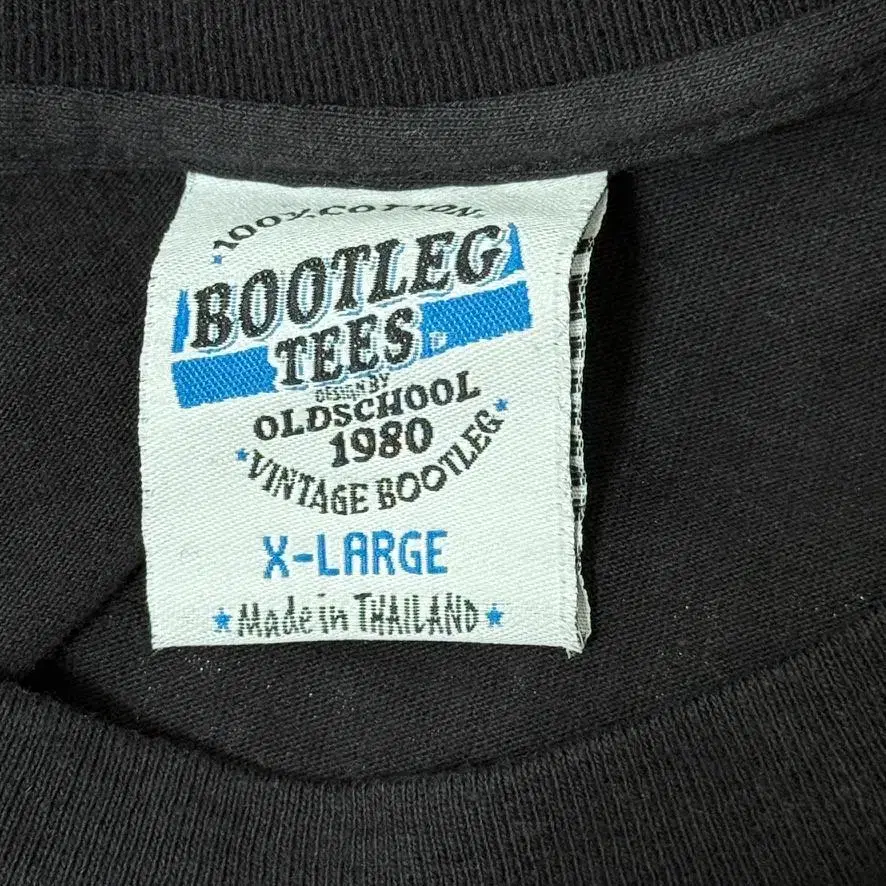 100% COTTON
BOOTLEG
TEES
DESIGN BY
OLDSCHOOL
1980
VINTAGE BOOTLEG
X-LARGE
Made in THAILAND